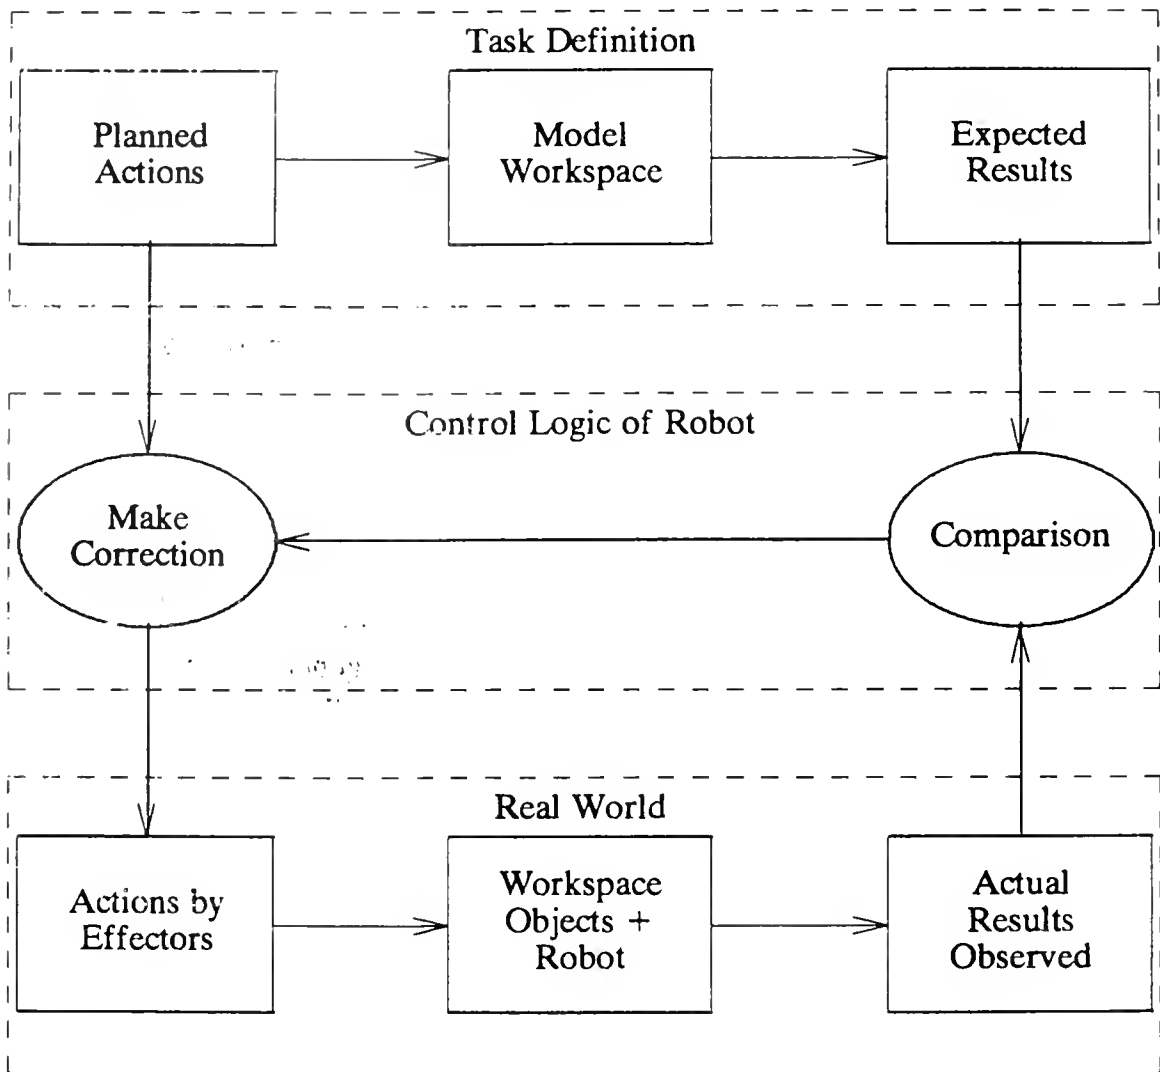 Task Definition
Planned
Actions
Model
Workspace
Expected
Results
Control Logic of Robot
Make
Correction
Comparison
Real World
Actions by
Effectors
Workspace
Objects +
Robot
Actual
Results
Observed